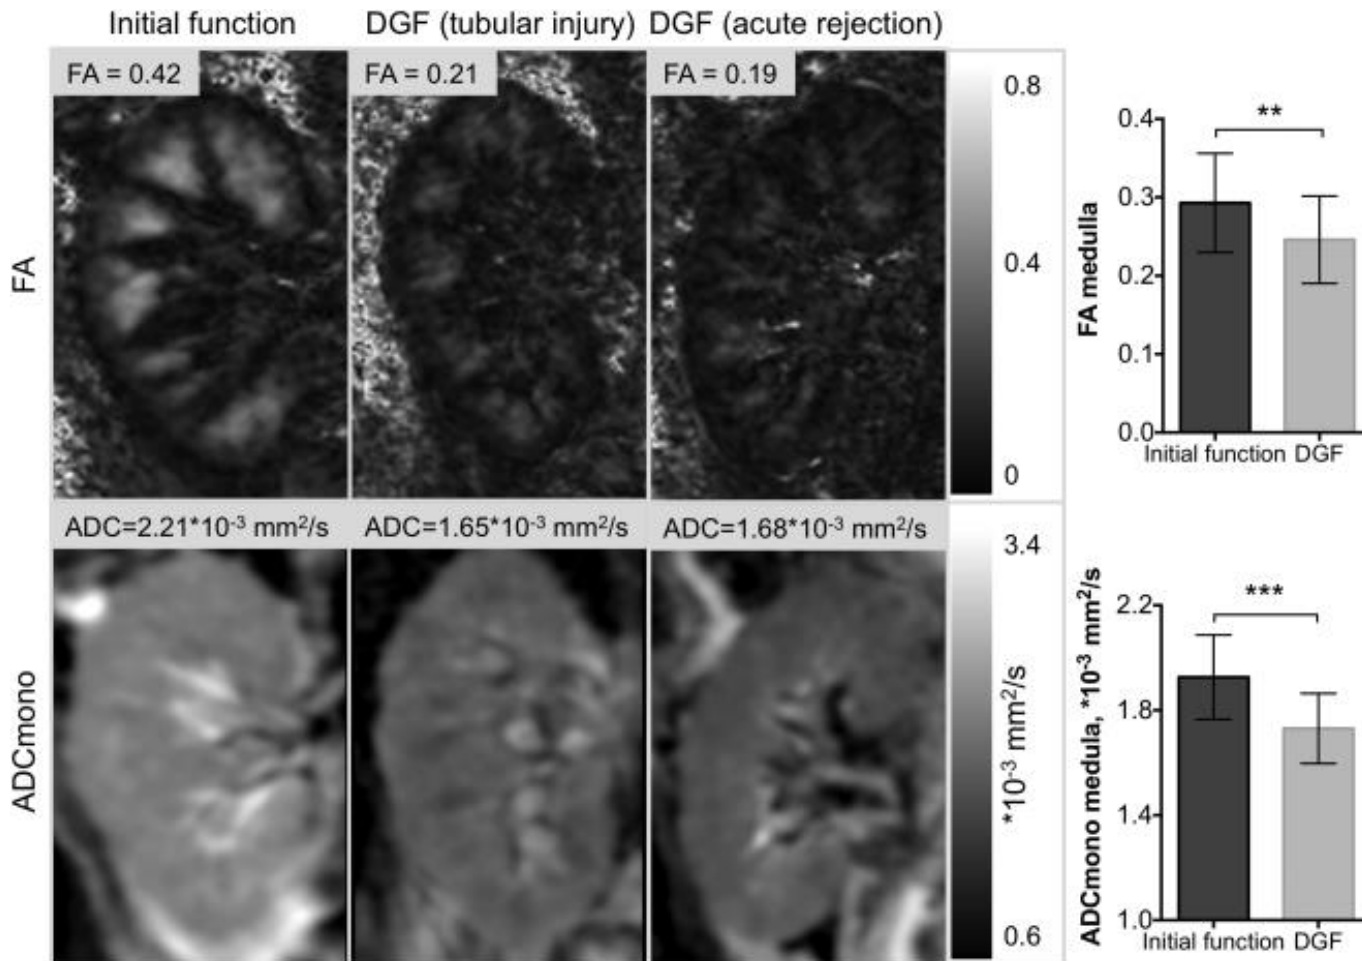 Initial function
DGF (tubular injury)
DGF (acute rejection)
FA
FA = 0.42
FA = 0.21
FA = 0.19
0.8
0.4
0
FA medulla
**
0.4
0.3
0.2
0.1
0.0
Initial function
DGF
ADCmono
ADC=2.21*10⁻³ mm²/s
ADC=1.65*10⁻³ mm²/s
ADC=1.68*10⁻³ mm²/s
3.4
*10⁻³ mm²/s
0.6
ADCmono medula, *10⁻³ mm²/s
***
2.2
1.8
1.4
1.0
Initial function
DGF